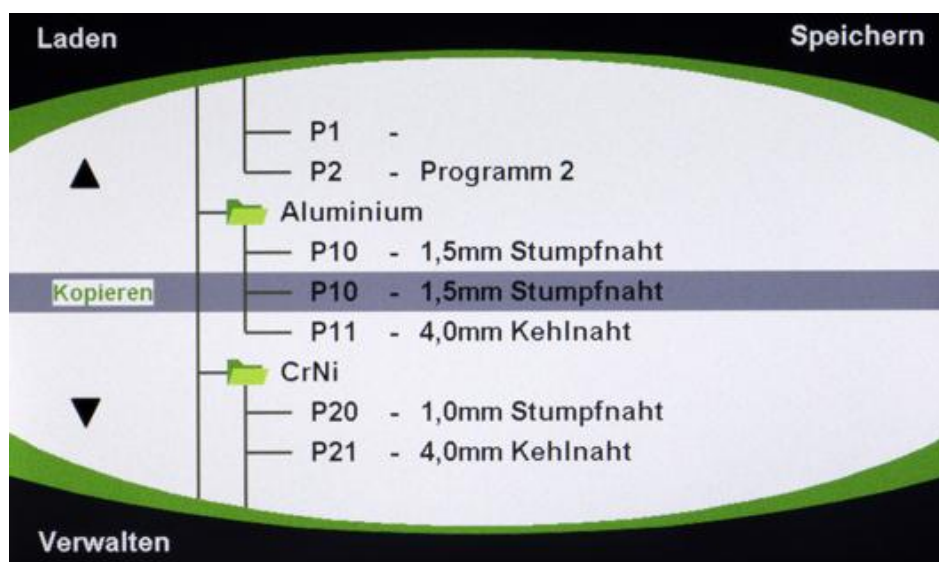 Laden Speichern
P1 -
P2 - Programm 2
Aluminium
P10 - 1,5mm Stumpfnaht
Kopieren P10 - 1,5mm Stumpfnaht
P11 - 4,0mm Kehlnaht
CrNi
P20 - 1,0mm Stumpfnaht
P21 - 4,0mm Kehlnaht
Verwalten